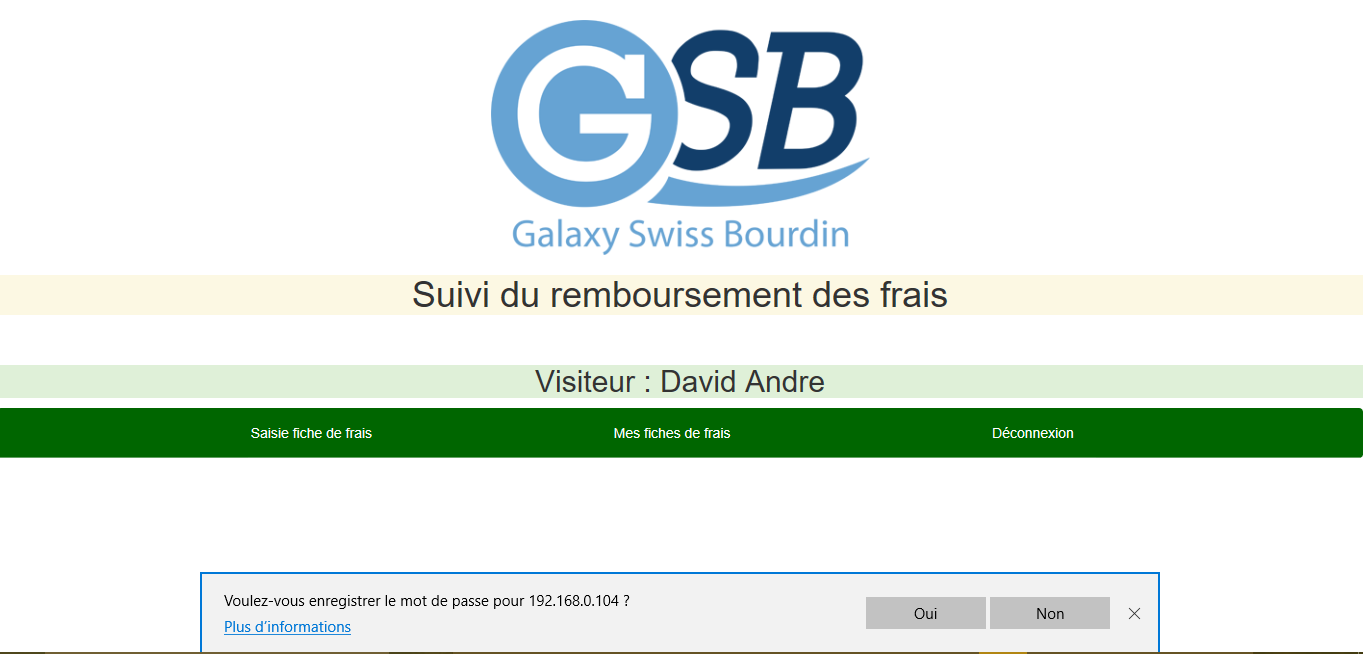 GSB
Galaxy Swiss Bourdin
Suivi du remboursement des frais
Visiteur : David Andre
Saisie fiche de frais Mes fiches de frais Déconnexion
Voulez-vous enregistrer le mot de passe pour 192.168.0.104 ?
Oui Non
Plus d’informations